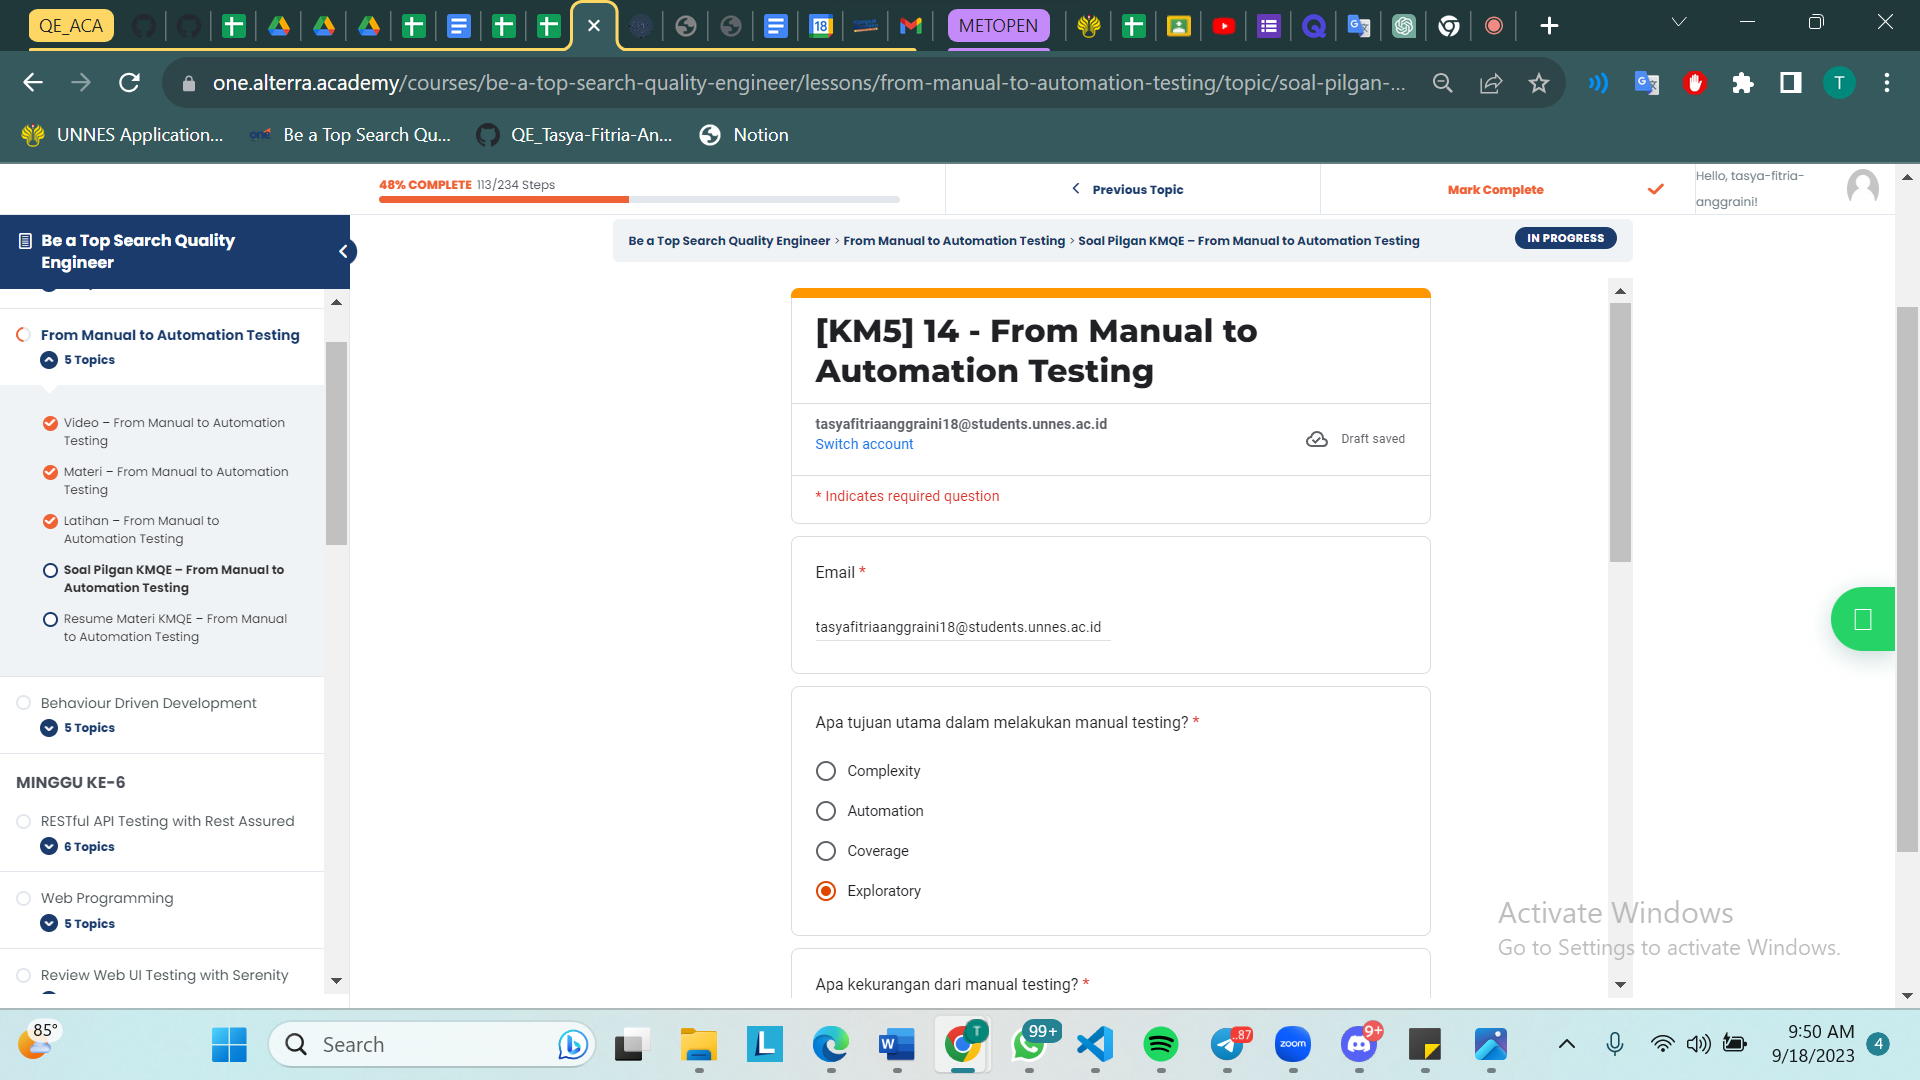 QE_ACA
METOPEN
one.alterra.academy/courses/be-a-top-search-quality-engineer/lessons/from-manual-to-automation-testing/topic/soal-pilgan-...
T
UNNES Application...
one
Be a Top Search Qu...
QE_Tasya-Fitria-An...
Notion
48% COMPLETE 113/234 Steps
Previous Topic
Mark Complete
Hello, tasya-fitria-
anggraini!
Be a Top Search Quality
Engineer
Be a Top Search Quality Engineer > From Manual to Automation Testing > Soal Pilgan KMQE – From Manual to Automation Testing
IN PROGRESS
From Manual to Automation Testing
5 Topics
Video – From Manual to Automation
Testing
Materi – From Manual to Automation
Testing
Latihan – From Manual to
Automation Testing
Soal Pilgan KMQE – From Manual to
Automation Testing
Resume Materi KMQE – From Manual
to Automation Testing
Behaviour Driven Development
5 Topics
MINGGU KE-6
RESTful API Testing with Rest Assured
6 Topics
Web Programming
5 Topics
Review Web UI Testing with Serenity
[KM5] 14 - From Manual to
Automation Testing
tasyafitriaanggraini18@students.unnes.ac.id
Switch account
Draft saved
* Indicates required question
Email *
tasyafitriaanggraini18@students.unnes.ac.id
Apa tujuan utama dalam melakukan manual testing? *
Complexity
Automation
Coverage
Exploratory
Apa kekurangan dari manual testing? *
Activate Windows
Go to Settings to activate Windows.
85°
Search
T
99+
..87
zoom
9+
9:50 AM
9/18/2023
4